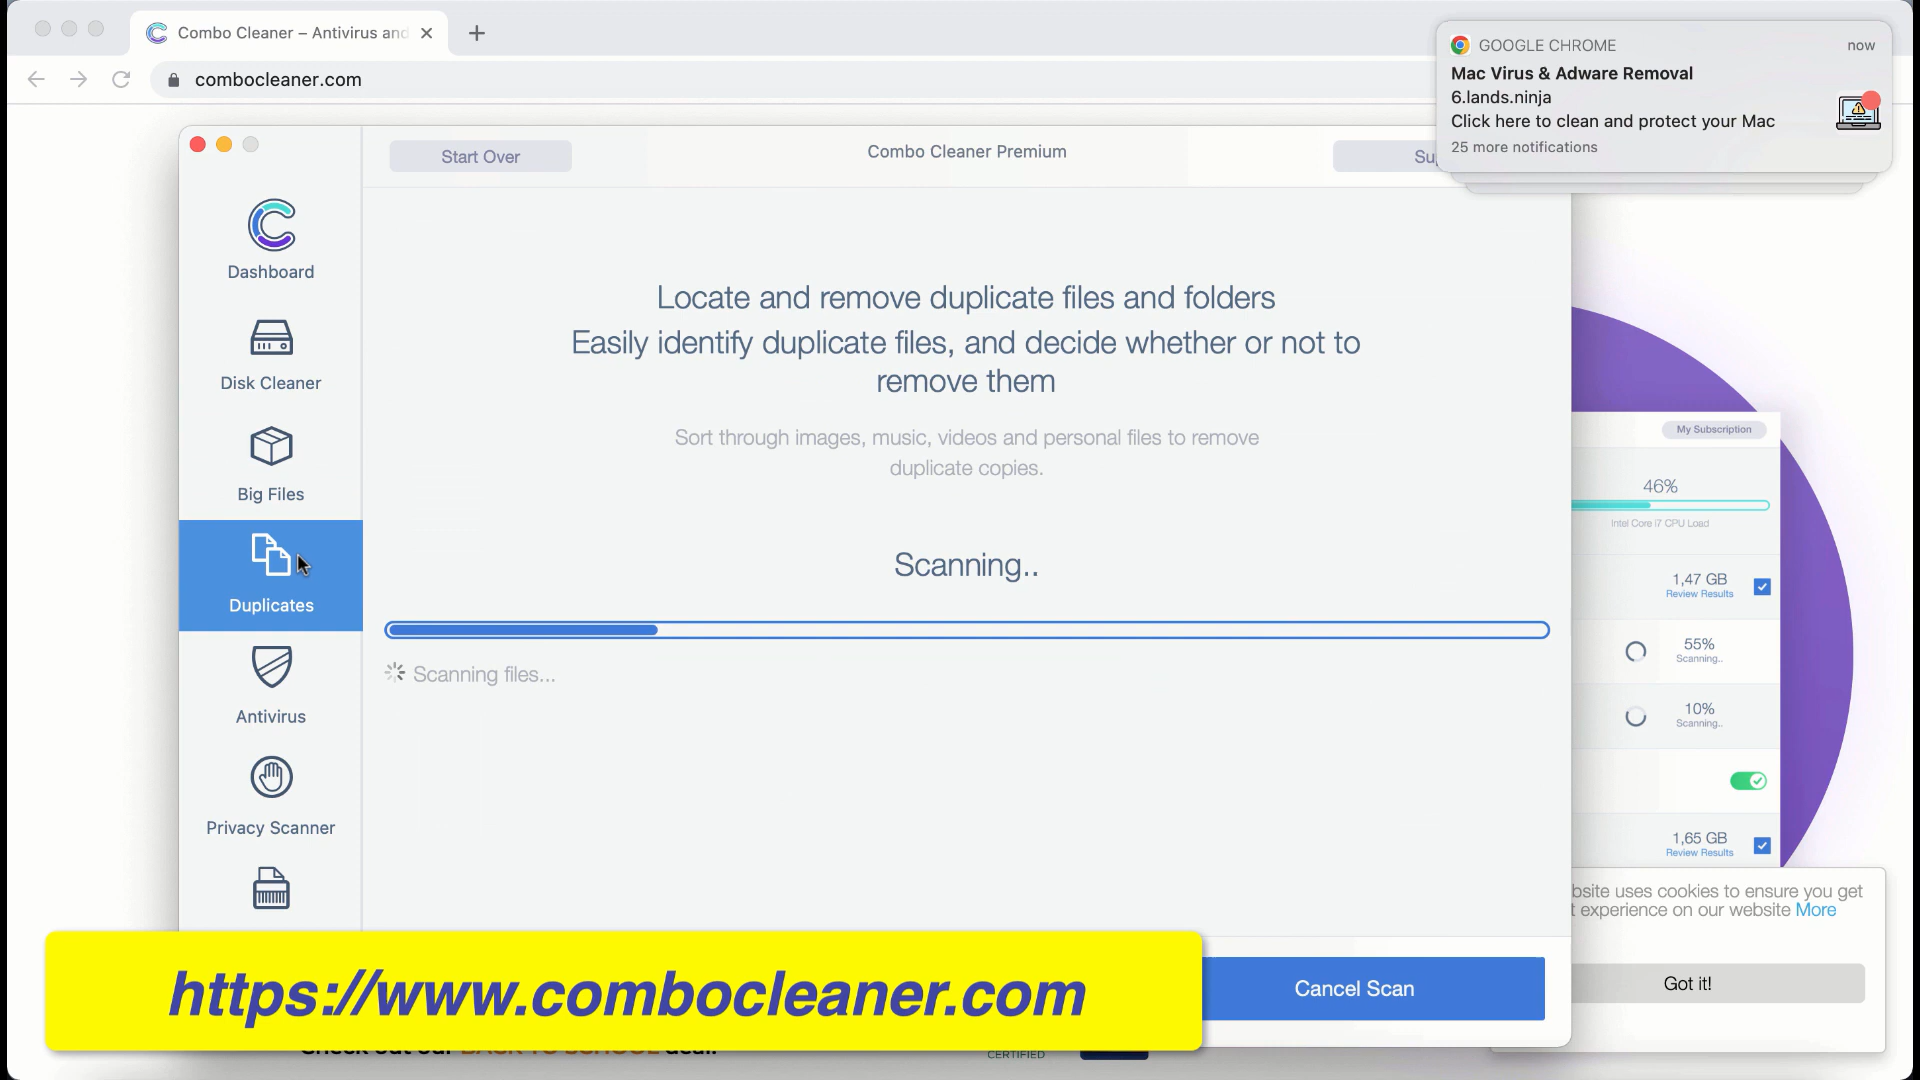 Combo Cleaner – Antivirus and
combocleaner.com
GOOGLE CHROME
now
Mac Virus & Adware Removal
6.lands.ninja
Click here to clean and protect your Mac
25 more notifications
Start Over
Combo Cleaner Premium
Dashboard
Disk Cleaner
Big Files
Duplicates
Antivirus
Privacy Scanner
Locate and remove duplicate files and folders
Easily identify duplicate files, and decide whether or not to
remove them
Sort through images, music, videos and personal files to remove
duplicate copies.
Scanning..
Scanning files...
Cancel Scan
My Subscription
46%
Intel Core i7 CPU Load
1,47 GB
Review Results
55%
Scanning..
10%
Scanning..
1,65 GB
Review Results
uses cookies to ensure you get
experience on our website More
Got it!
https://www.combocleaner.com
CERTIFIED